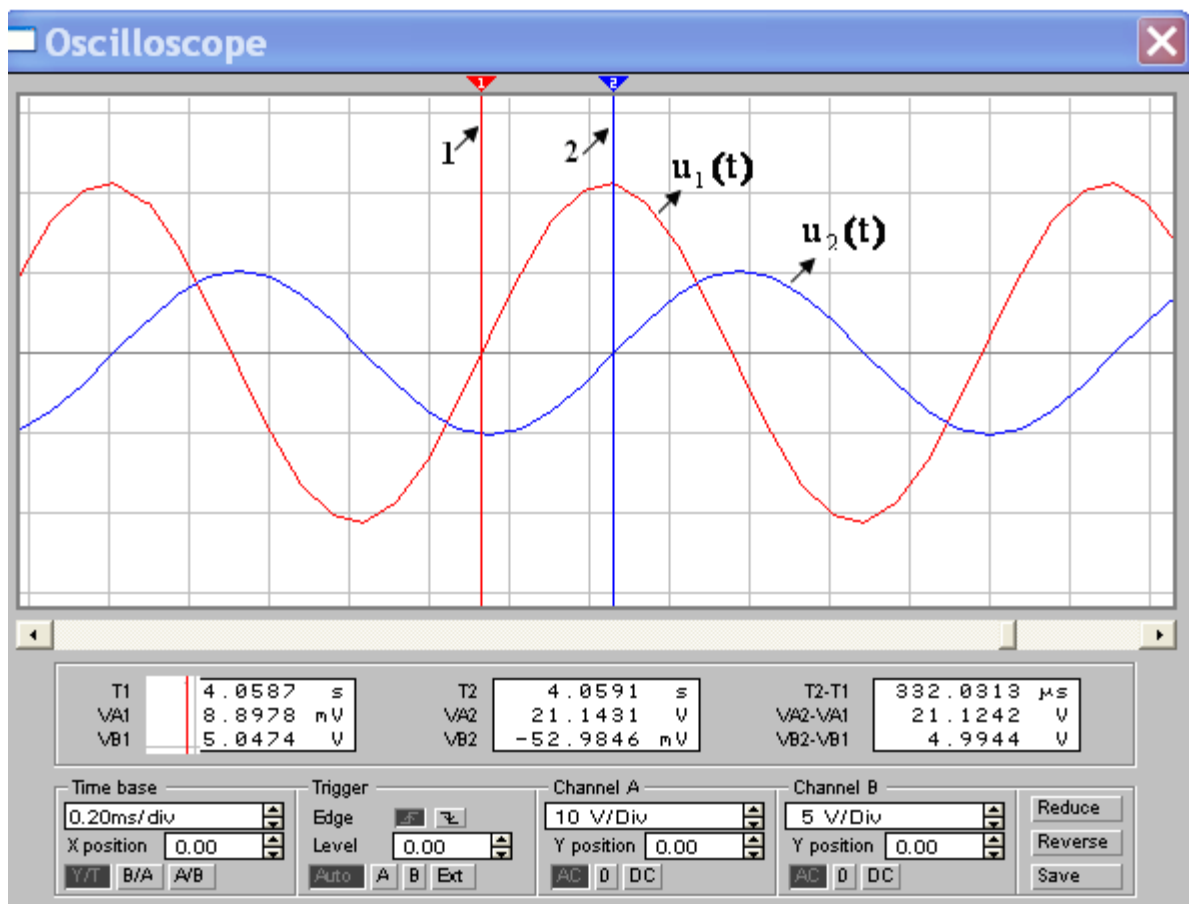 Oscilloscope
1 2
1 2 u₁(t)
u₂(t)
T1 4.0587 s T2 4.0591 s T2-T1 332.0313 µs
VA1 8.8978 mV VA2 21.1431 V VA2-VA1 21.1242 V
VB1 5.0474 V VB2 -52.9846 mV VB2-VB1 4.9944 V
Time base Trigger Channel A Channel B
0.20ms/div Edge 10 V/Div 5 V/Div Reduce
X position 0.00 Level 0.00 Y position 0.00 Y position 0.00 Reverse
Y/T B/A A/B Auto A B Ext AC 0 DC AC 0 DC Save